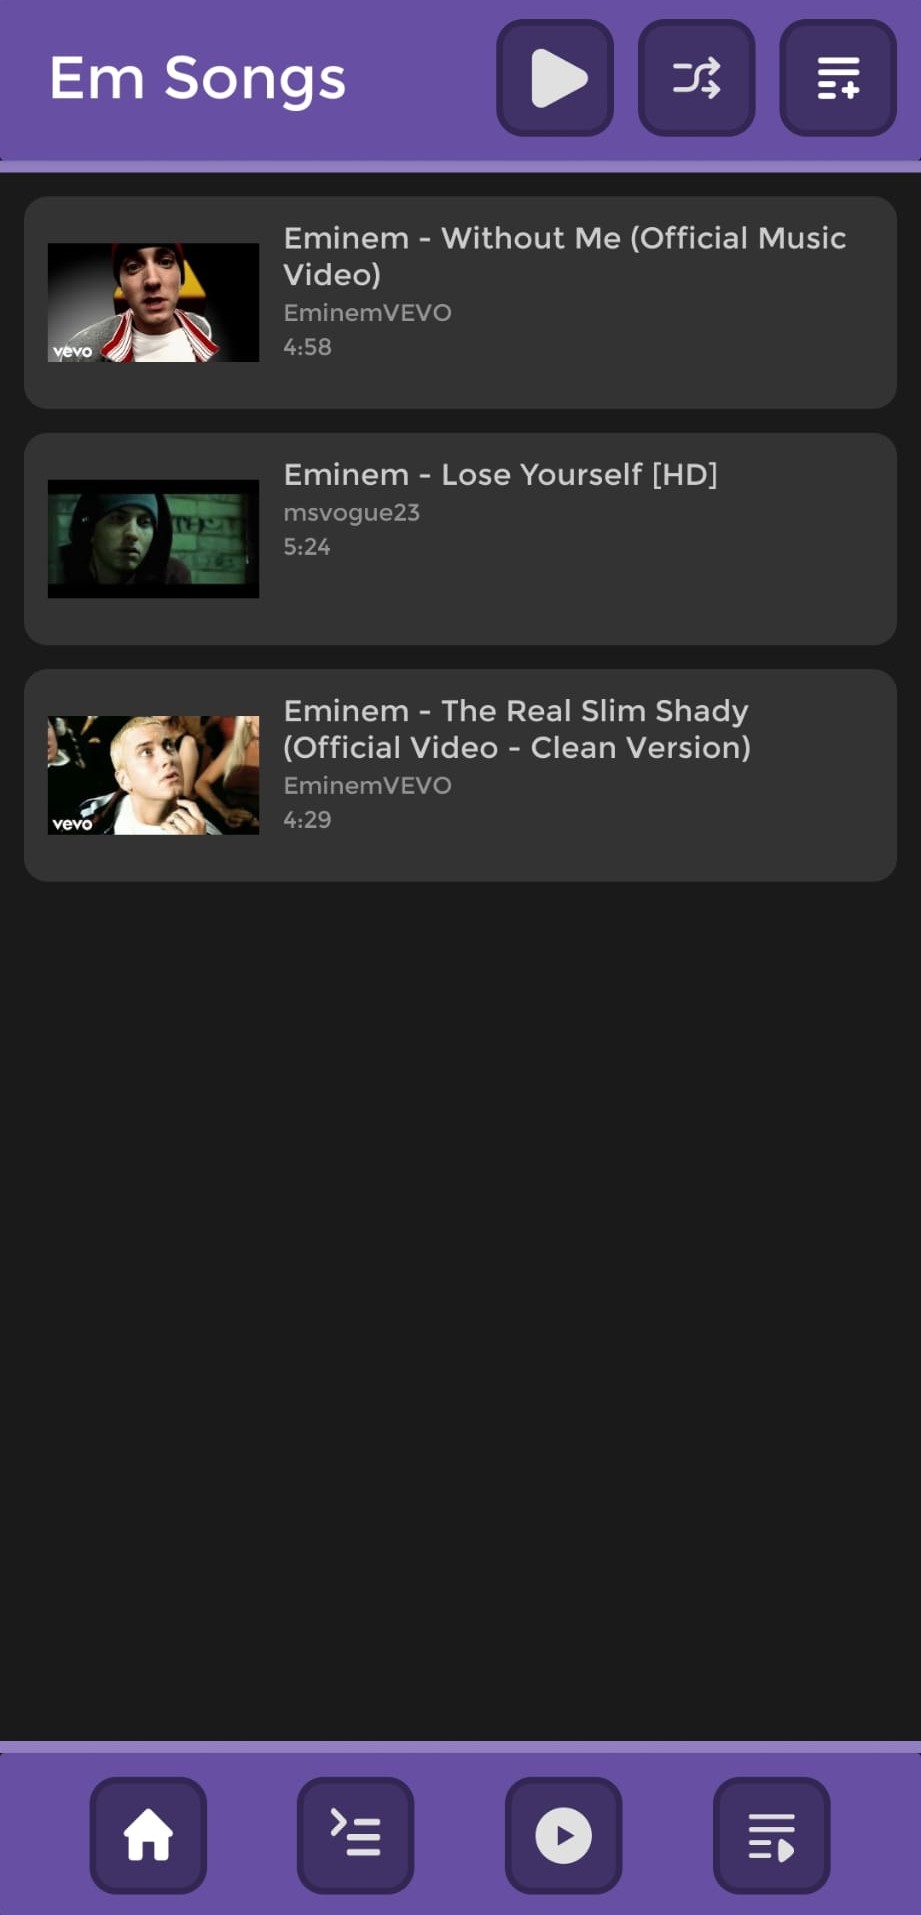 Em Songs
Eminem - Without Me (Official Music
Video)
EminemVEVO
4:58
vevo
Eminem - Lose Yourself [HD]
msvogue23
5:24
Eminem - The Real Slim Shady
(Official Video - Clean Version)
EminemVEVO
4:29
vevo